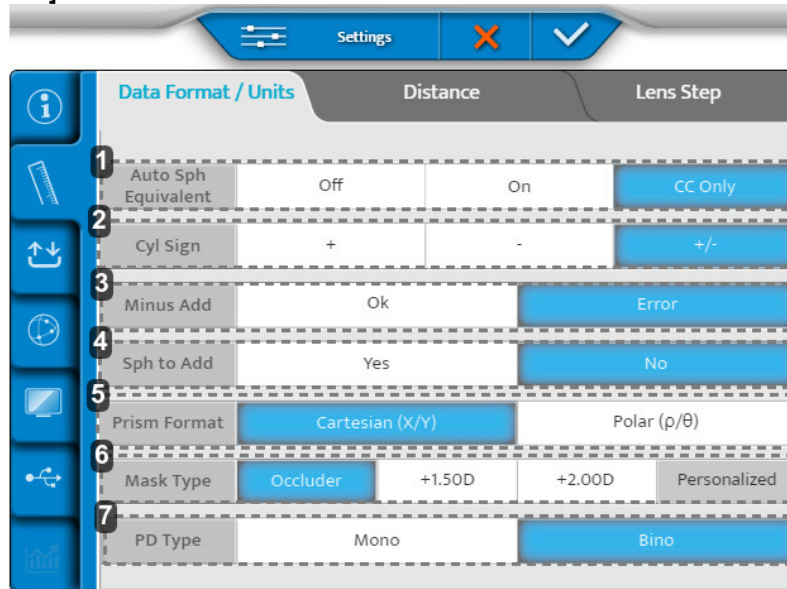 Settings
Data Format / Units Distance Lens Step
1
Auto Sph
Equivalent Off On CC Only
2
Cyl Sign + - +/-
3
Minus Add Ok Error
4
Sph to Add Yes No
5
Prism Format Cartesian (X/Y) Polar (ρ/θ)
6
Mask Type Occluder +1.50D +2.00D Personalized
7
PD Type Mono Bino